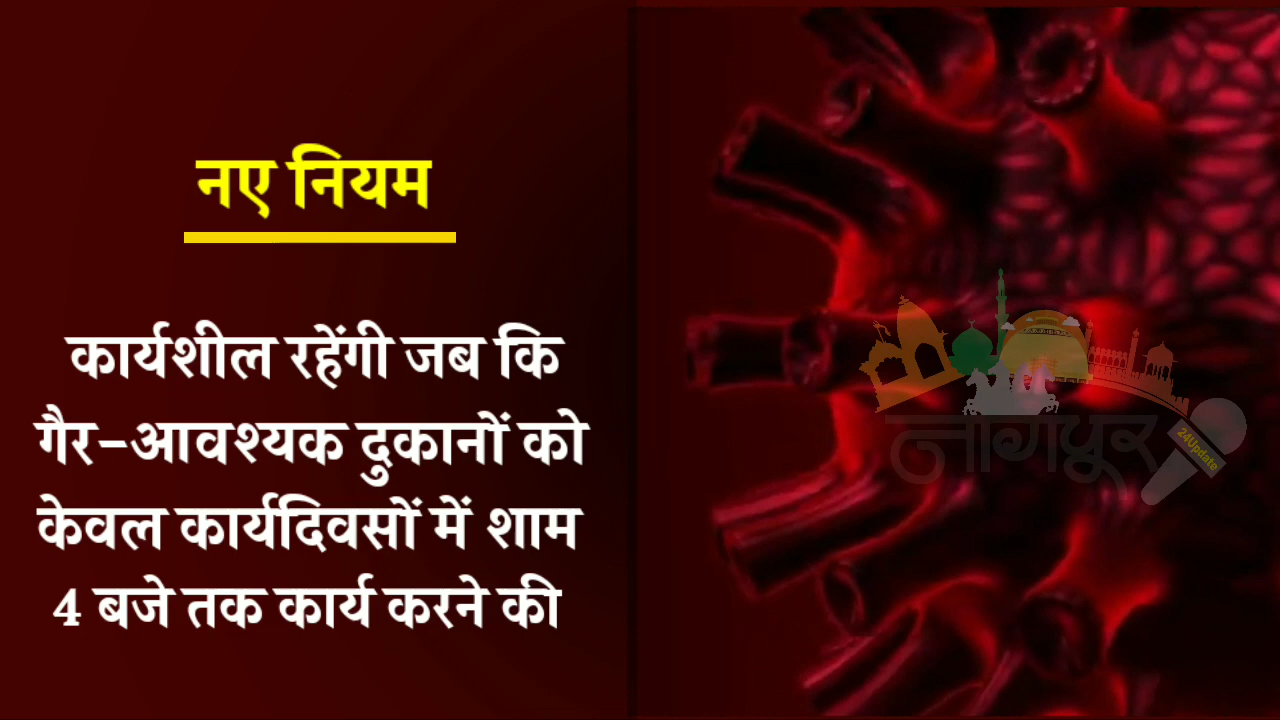 नए नियम
कार्यशील रहेंगी जब कि
गैर-आवश्यक दुकानों को
केवल कार्यदिवसों में शाम
4 बजे तक कार्य करने की
नागपूर
24Update